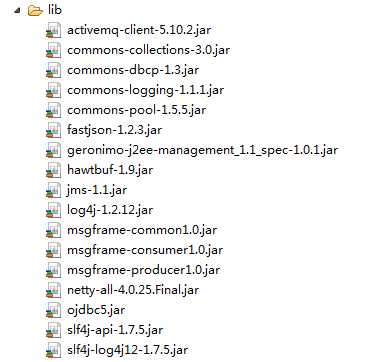 lib
activemq-client-5.10.2.jar
commons-collections-3.0.jar
commons-dbcp-1.3.jar
commons-logging-1.1.1.jar
commons-pool-1.5.5.jar
fastjson-1.2.3.jar
geronimo-j2ee-management_1.1_spec-1.0.1.jar
hawtbuf-1.9.jar
jms-1.1.jar
log4j-1.2.12.jar
msgframe-common1.0.jar
msgframe-consumer1.0.jar
msgframe-producer1.0.jar
netty-all-4.0.25.Final.jar
ojdbc5.jar
slf4j-api-1.7.5.jar
slf4j-log4j12-1.7.5.jar